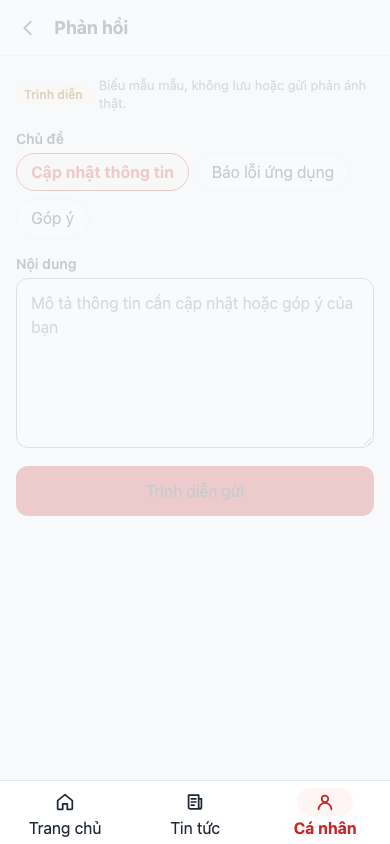 Phản hồi
Trình diễn
Biểu mẫu mẫu, không lưu hoặc gửi phản ánh
thật.
Chủ đề
Cập nhật thông tin
Báo lỗi ứng dụng
Góp ý
Nội dung
Mô tả thông tin cần cập nhật hoặc góp ý của
bạn
Trình diễn gửi
Trang chủ
Tin tức
Cá nhân